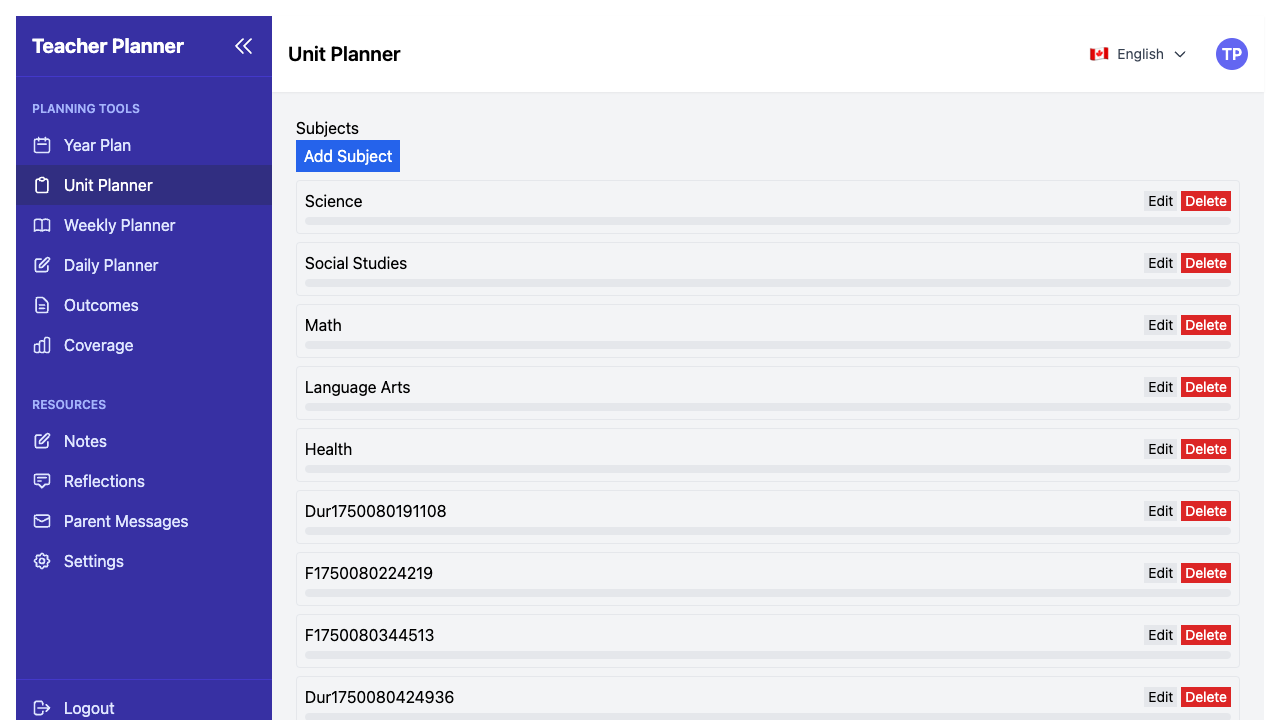 Teacher Planner
PLANNING TOOLS
Year Plan
Unit Planner
Weekly Planner
Daily Planner
Outcomes
Coverage
RESOURCES
Notes
Reflections
Parent Messages
Settings
Logout
Unit Planner
English
TP
Subjects
Add Subject
Science Edit Delete
Social Studies Edit Delete
Math Edit Delete
Language Arts Edit Delete
Health Edit Delete
Dur1750080191108 Edit Delete
F1750080224219 Edit Delete
F1750080344513 Edit Delete
Dur1750080424936 Edit Delete